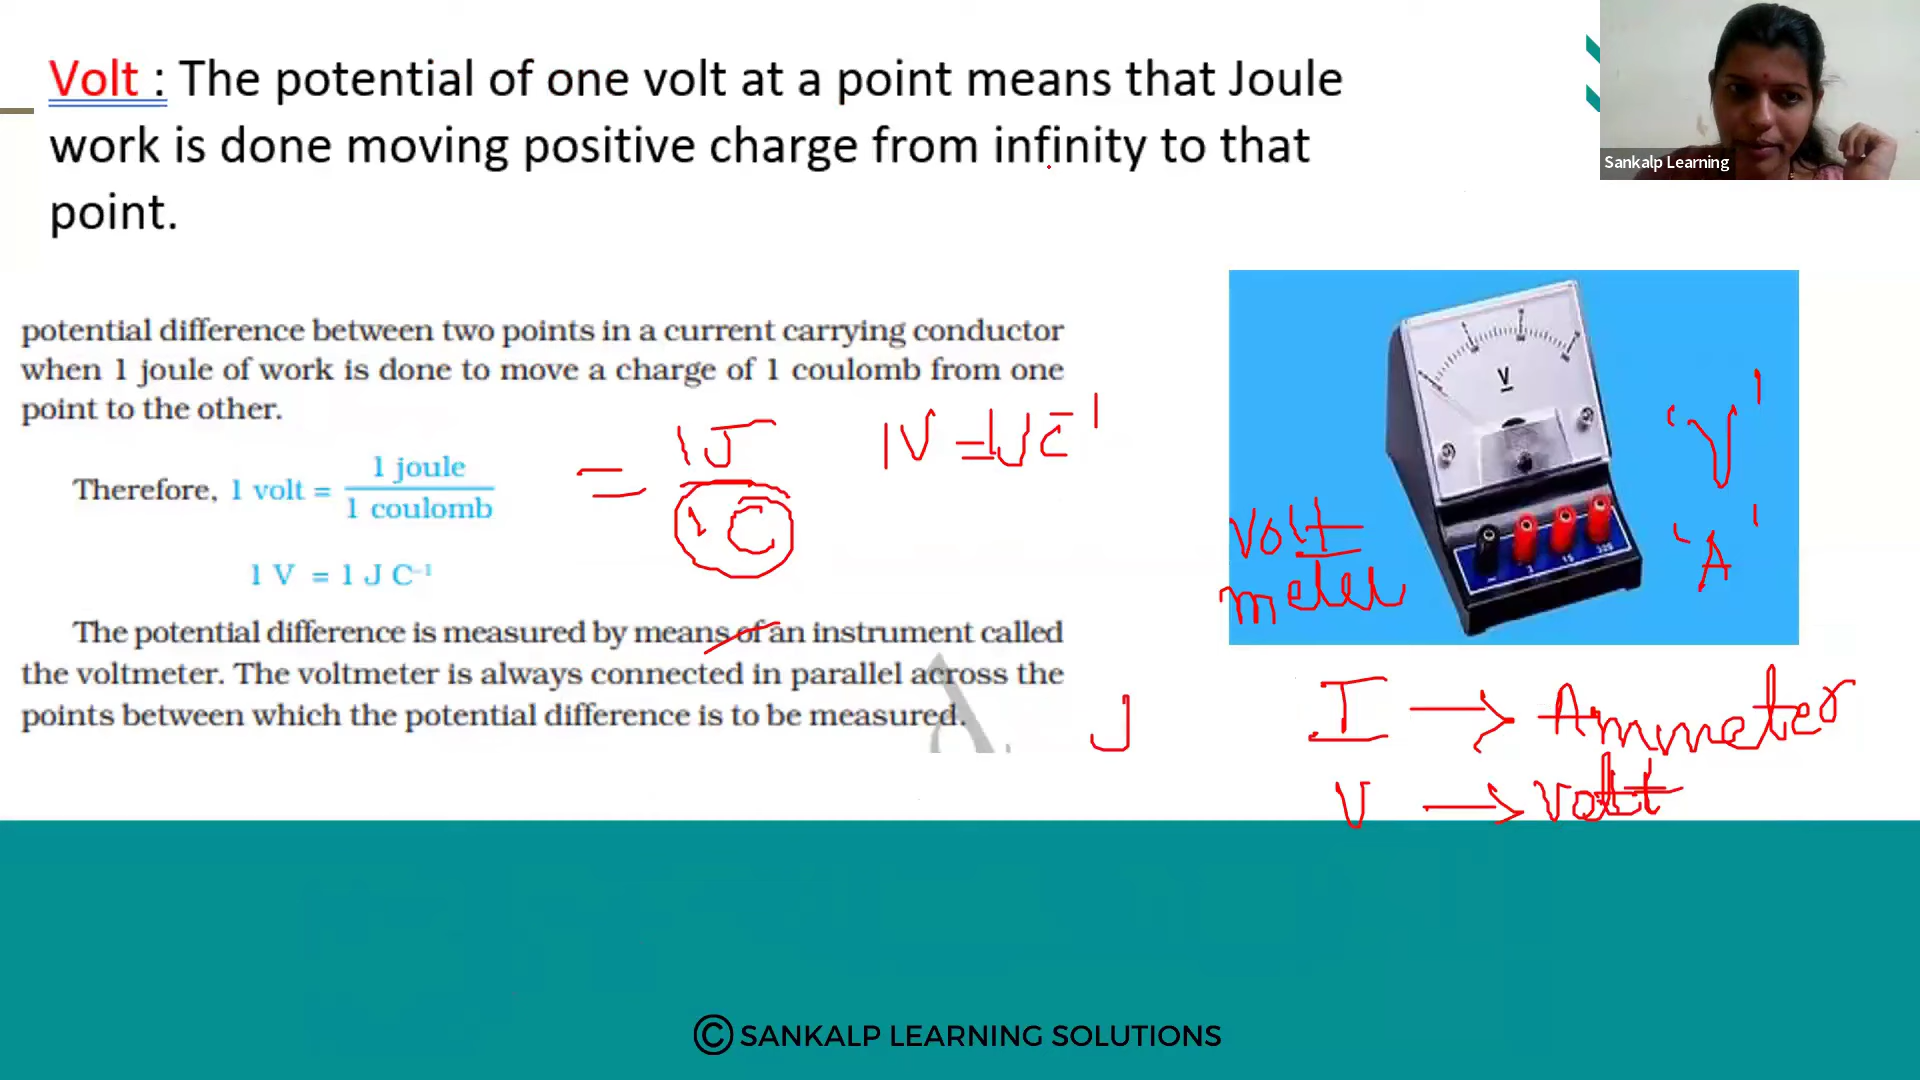 Volt : The potential of one volt at a point means that Joule
work is done moving positive charge from infinity to that
point.
Sankalp Learning
potential difference between two points in a current carrying conductor
when 1 joule of work is done to move a charge of 1 coulomb from one
point to the other.
Therefore, 1 volt = 1 joule / 1 coulomb
= 1J / 1C
1V = 1JC⁻¹
1 V = 1 J C⁻¹
The potential difference is measured by means of an instrument called
the voltmeter. The voltmeter is always connected in parallel across the
points between which the potential difference is to be measured.
V
'V'
'A'
Volt
meter
J
I → Ammeter
V → Volt
© SANKALP LEARNING SOLUTIONS